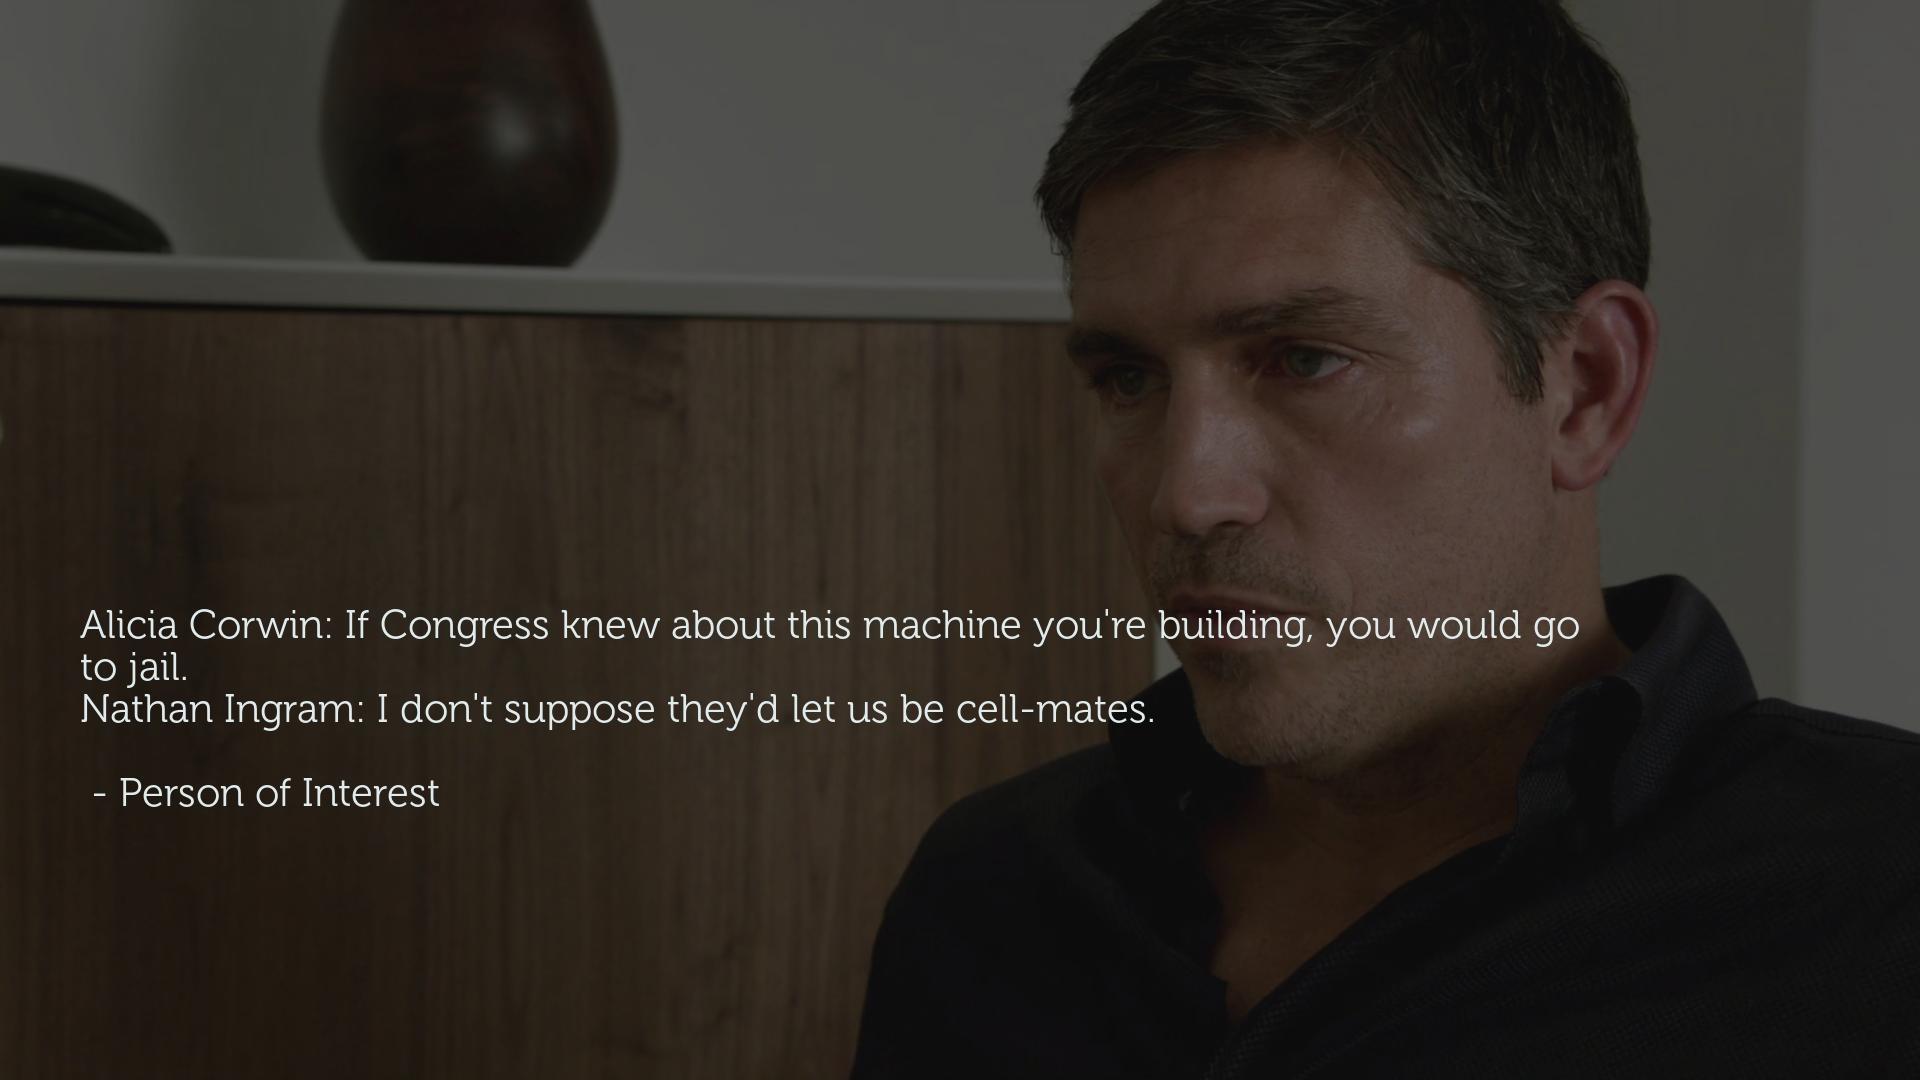 Alicia Corwin: If Congress knew about this machine you're building, you would go
to jail.
Nathan Ingram: I don't suppose they'd let us be cell-mates.
- Person of Interest